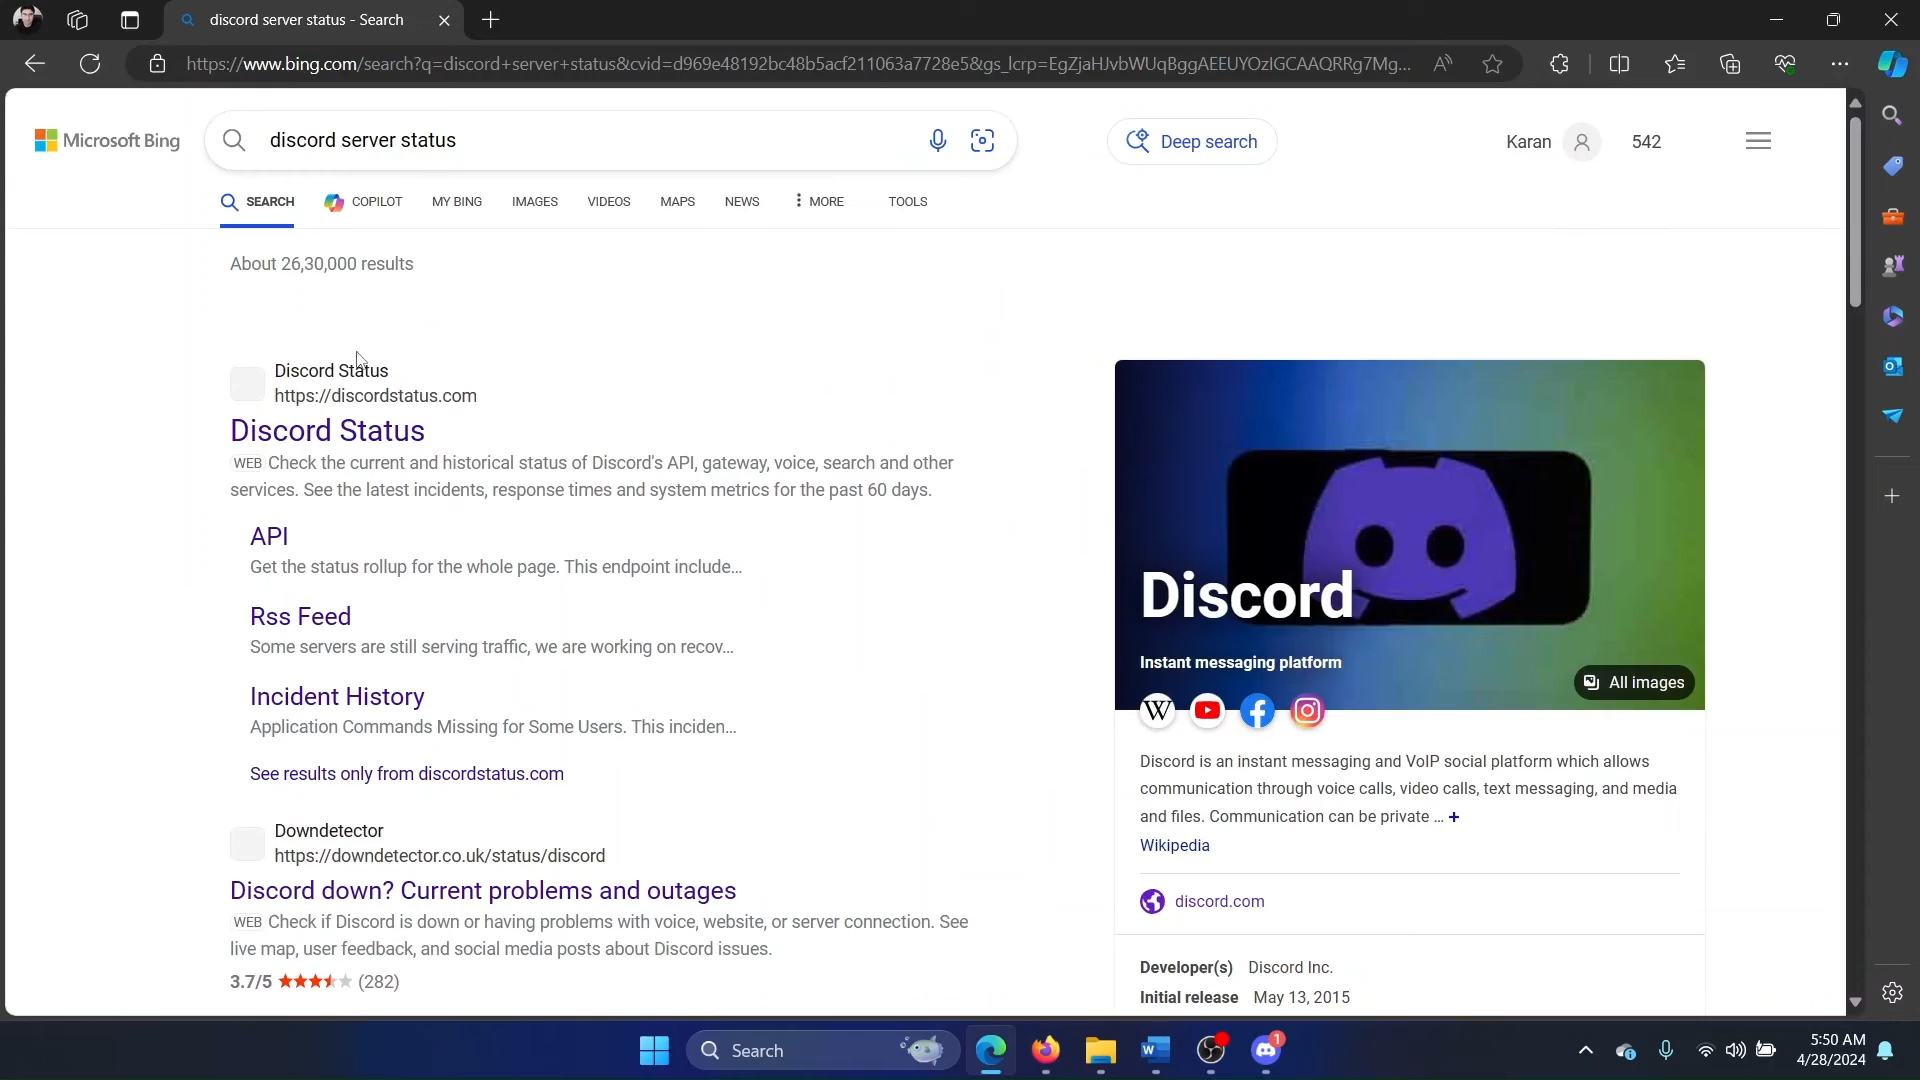 discord server status - Search
https://www.bing.com/search?q=discord+server+status&cvid=d969e48192bc48b5acf211063a7728e5&gs_lcrp=EgZjaHJvbWUqBggAEEUYOzIGCAAQRRg7Mg...
Microsoft Bing
discord server status
Deep search
Karan
542
SEARCH
COPILOT
MY BING
IMAGES
VIDEOS
MAPS
NEWS
MORE
TOOLS
About 26,30,000 results
Discord Status
https://discordstatus.com
Discord Status
WEB Check the current and historical status of Discord's API, gateway, voice, search and other
services. See the latest incidents, response times and system metrics for the past 60 days.
API
Get the status rollup for the whole page. This endpoint include...
Rss Feed
Some servers are still serving traffic, we are working on recov...
Incident History
Application Commands Missing for Some Users. This inciden...
See results only from discordstatus.com
Downdetector
https://downdetector.co.uk/status/discord
Discord down? Current problems and outages
WEB Check if Discord is down or having problems with voice, website, or server connection. See
live map, user feedback, and social media posts about Discord issues.
3.7/5 (282)
Discord
Instant messaging platform
All images
W
Discord is an instant messaging and VoIP social platform which allows
communication through voice calls, video calls, text messaging, and media
and files. Communication can be private ... +
Wikipedia
discord.com
Developer(s) Discord Inc.
Initial release May 13, 2015
Search
W
1
5:50 AM
4/28/2024